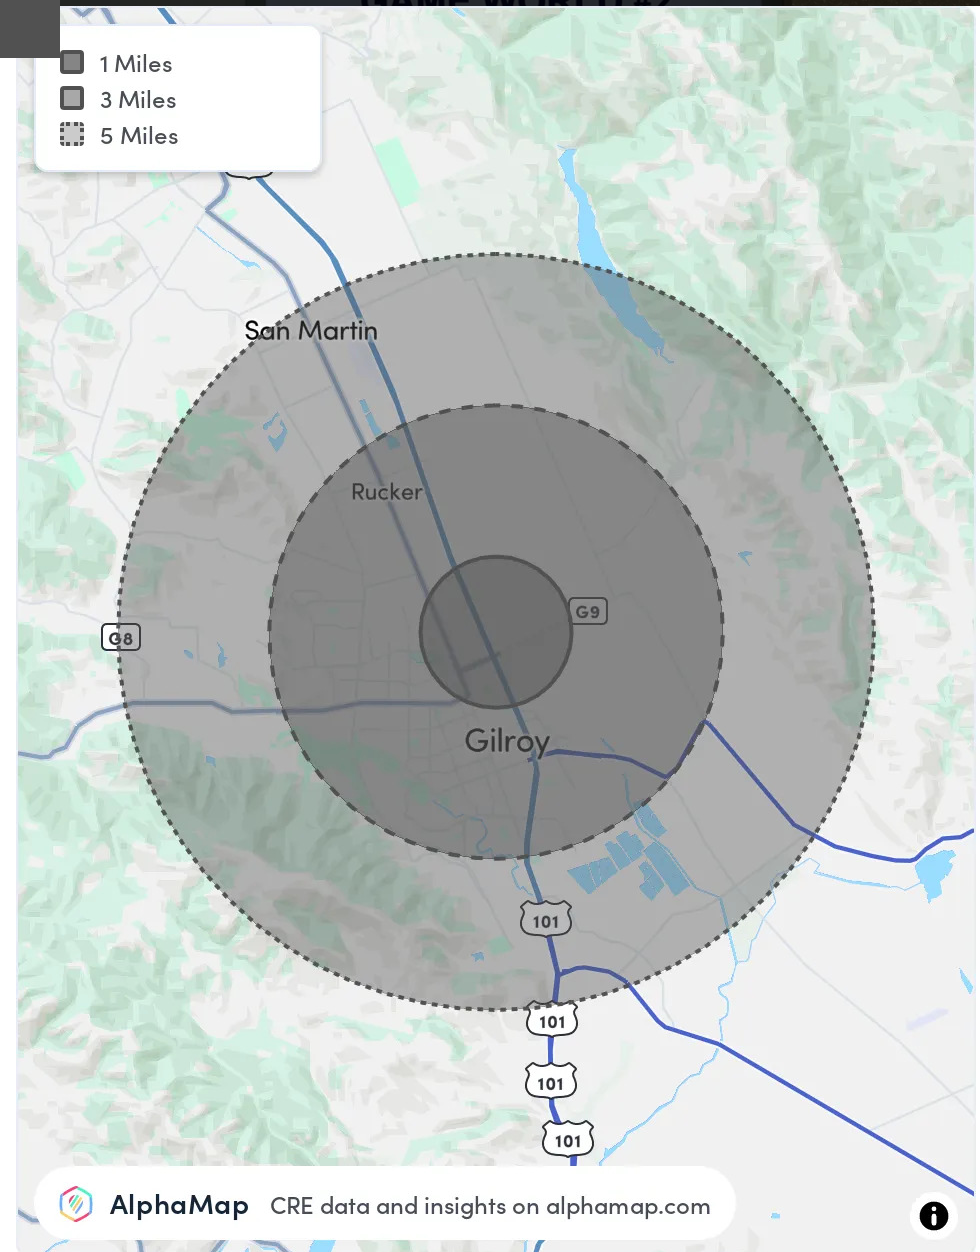 1 Miles
3 Miles
5 Miles
San Martin
Rucker
G9
G8
Gilroy
101
101
101
101
AlphaMap CRE data and insights on alphamap.com